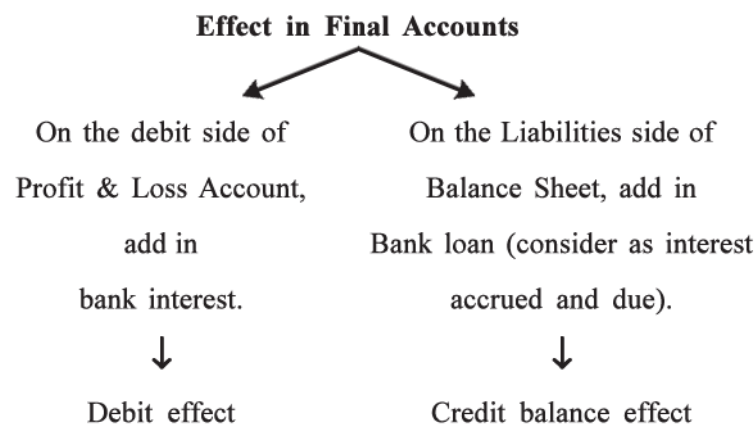 Effect in Final Accounts
On the debit side of
Profit & Loss Account,
add in
bank interest.
Debit effect
On the Liabilities side of
Balance Sheet, add in
Bank loan (consider as interest
accrued and due).
Credit balance effect